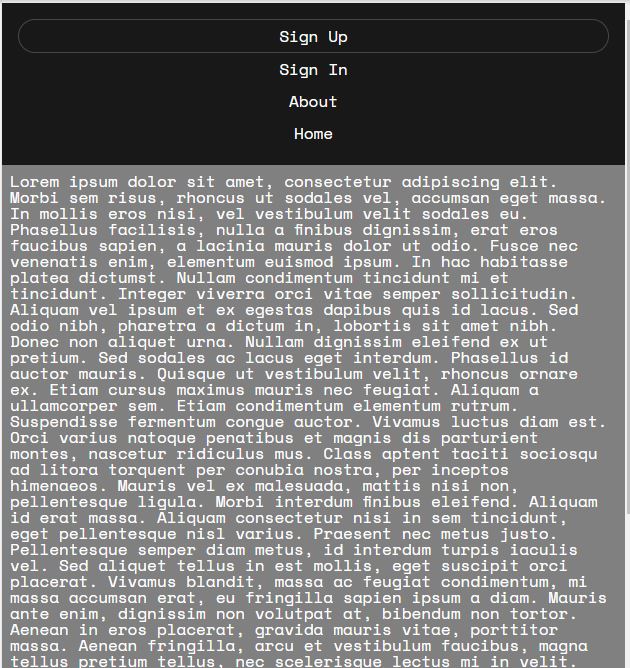 Sign Up
Sign In
About
Home
Lorem ipsum dolor sit amet, consectetur adipiscing elit.
Morbi sem risus, rhoncus ut sodales vel, accumsan eget massa.
In mollis eros nisi, vel vestibulum velit sodales eu.
Phasellus facilisis, nulla a finibus dignissim, erat eros
faucibus sapien, a lacinia mauris dolor ut odio. Fusce nec
venenatis enim, elementum euismod ipsum. In hac habitasse
platea dictumst. Nullam condimentum tincidunt mi et
tincidunt. Integer viverra orci vitae semper sollicitudin.
Aliquam vel ipsum et ex egestas dapibus quis id lacus. Sed
odio nibh, pharetra a dictum in, lobortis sit amet nibh.
Donec non aliquet urna. Nullam dignissim eleifend ex ut
pretium. Sed sodales ac lacus eget interdum. Phasellus id
auctor mauris. Quisque ut vestibulum velit, rhoncus ornare
ex. Etiam cursus maximus mauris nec feugiat. Aliquam a
ullamcorper sem. Etiam condimentum elementum rutrum.
Suspendisse fermentum congue auctor. Vivamus luctus diam est.
Orci varius natoque penatibus et magnis dis parturient
montes, nascetur ridiculus mus. Class aptent taciti sociosqu
ad litora torquent per conubia nostra, per inceptos
himenaeos. Mauris vel ex malesuada, mattis nisi non,
pellentesque ligula. Morbi interdum finibus eleifend. Aliquam
id erat massa. Aliquam consectetur nisi in sem tincidunt,
eget pellentesque nisl varius. Praesent nec metus justo.
Pellentesque semper diam metus, id interdum turpis iaculis
vel. Sed aliquet tellus in est mollis, eget suscipit orci
placerat. Vivamus blandit, massa ac feugiat condimentum, mi
massa accumsan erat, eu fringilla sapien ipsum a diam. Mauris
ante enim, dignissim non volutpat at, bibendum non tortor.
Aenean in eros placerat, gravida mauris vitae, porttitor
massa. Aenean fringilla, arcu et vestibulum faucibus, magna
tellus pretium tellus, nec scelerisque lectus mi in velit.